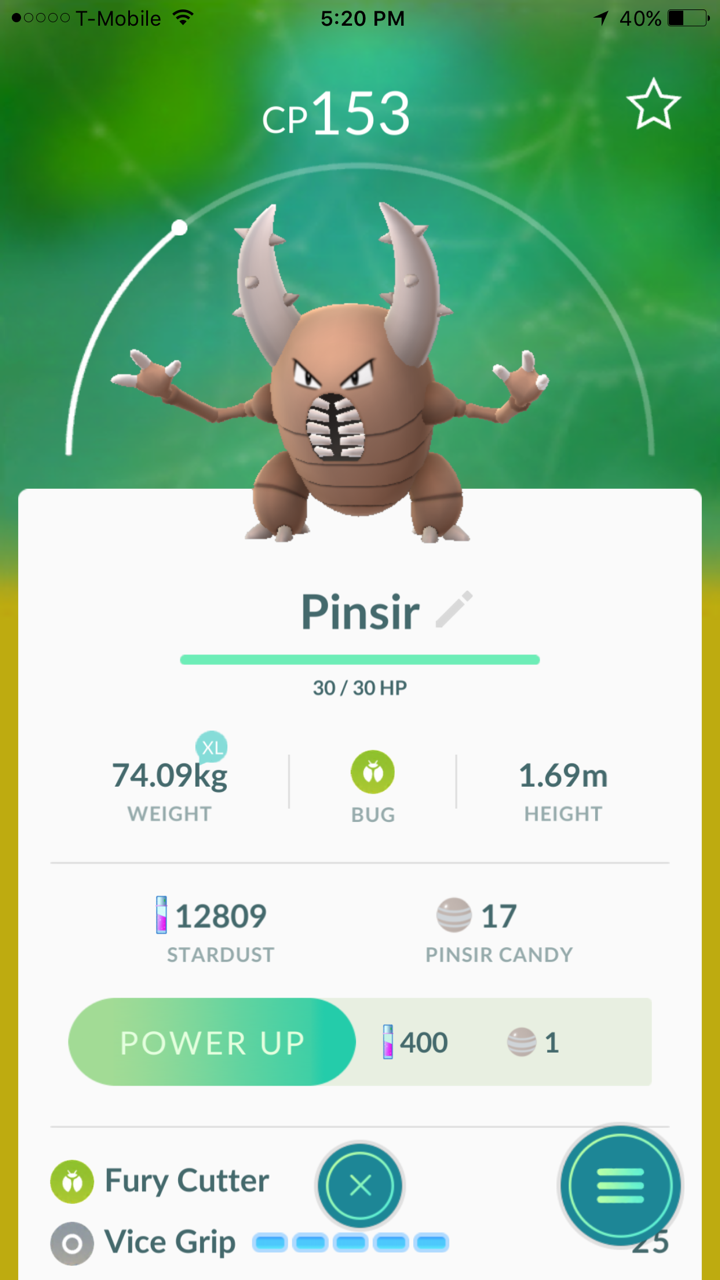 T-Mobile 5:20 PM 40%
CP153
Pinsir
30 / 30 HP
XL
74.09kg 1.69m
WEIGHT BUG HEIGHT
12809 17
STARDUST PINSIR CANDY
POWER UP 400 1
Fury Cutter
Vice Grip 25